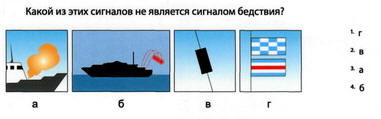 Какой из этих сигналов не является сигналом бедствия?
1. г
2. в
3. а
4. б
а б в г